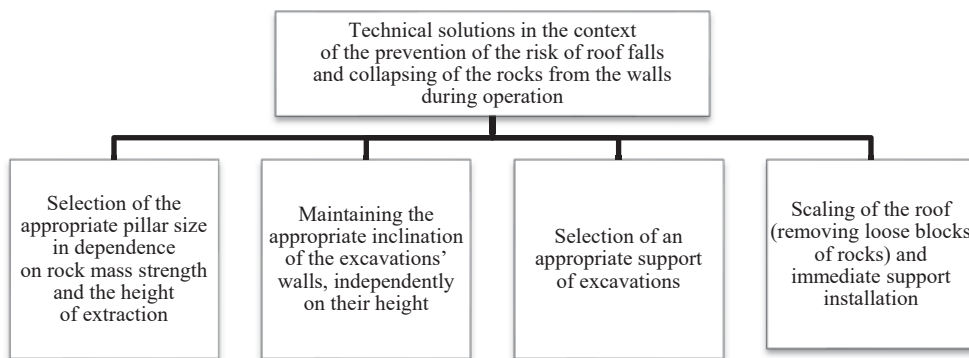 Technical solutions in the context
of the prevention of the risk of roof falls
and collapsing of the rocks from the walls
during operation
Selection of the
appropriate pillar size
in dependence
on rock mass strength
and the height
of extraction
Maintaining the
appropriate inclination
of the excavations’
walls, independently
on their height
Selection of an
appropriate support
of excavations
Scaling of the roof
(removing loose blocks
of rocks) and
immediate support
installation